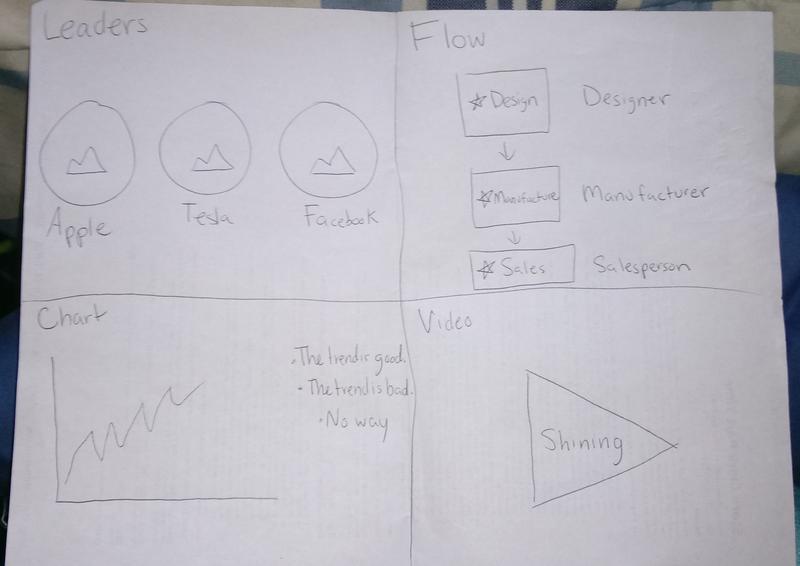 Leaders
Apple
Tesla
Facebook
Flow
Design
Designer
Manufacture
Manufacturer
Sales
Salesperson
Chart
• The trend is good.
• The trend is bad.
• No way
Video
Shining